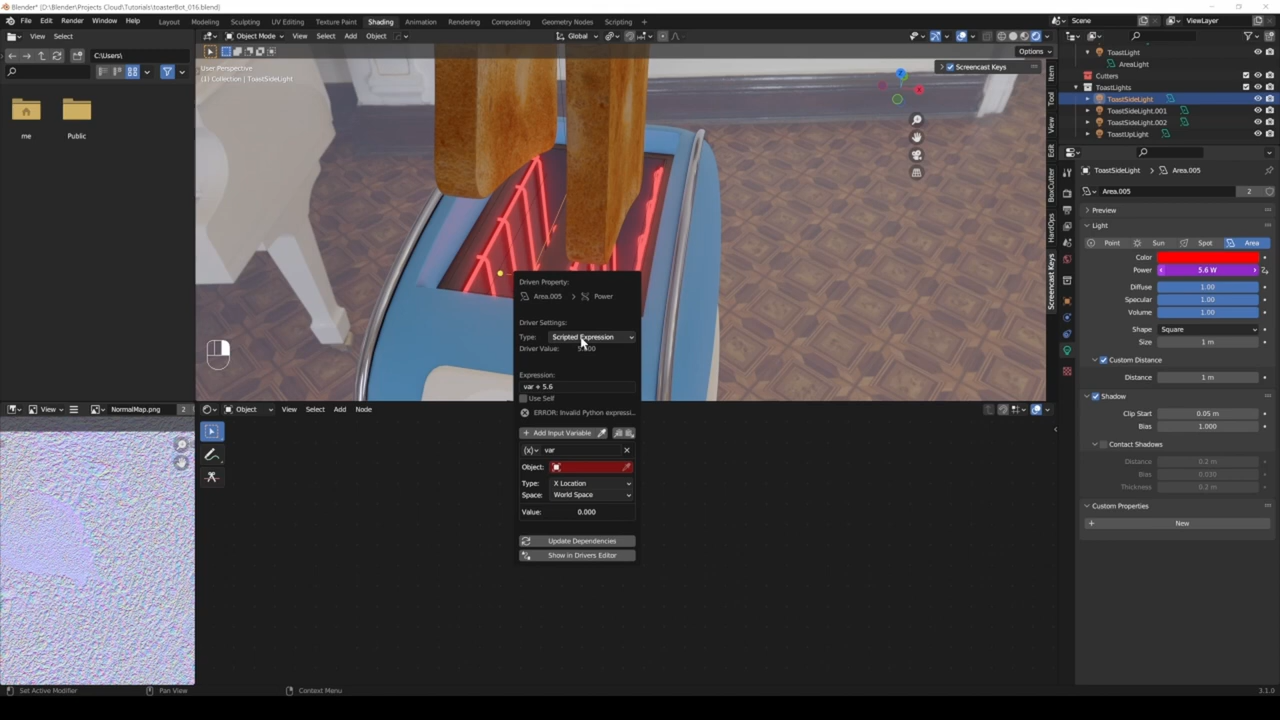 Blender* [D:\Blender\Projects Cloud\Tutorials\toasterBot_016.blend]
File Edit Render Window Help Layout Modeling Sculpting UV Editing Texture Paint Shading Animation Rendering Compositing Geometry Nodes Scripting + Scene ViewLayer
View Select Object Mode View Select Add Object Global
C:\Users\ Options
me Public
User Perspective
(1) Collection | ToastSideLight
Screencast Keys
Item
Tool
View
Edit
BoxCutter
HardOps
Screencast Keys
ToastLight
AreaLight
Cutters
ToastLights
ToastSideLight
ToastSideLight.001
ToastSideLight.002
ToastUpLight
ToastSideLight > Area.005
Area.005 2
Preview
Light
Point Sun Spot Area
Color
Power 5.6 W
Diffuse 1.00
Specular 1.00
Volume 1.00
Shape Square
Size 1 m
Custom Distance
Distance 1 m
Shadow
Clip Start 0.05 m
Bias 1.000
Contact Shadows
Distance 0.2 m
Bias 0.030
Thickness 0.2 m
Custom Properties
+ New
Driven Property:
Area.005 > Power
Driver Settings:
Type: Scripted Expression
Driver Value:
Expression:
var + 5.6
Use Self
ERROR: Invalid Python expressi...
+ Add Input Variable
(x) var
Object:
Type: X Location
Space: World Space
Value: 0.000
Update Dependencies
Show in Drivers Editor
View NormalMap.png 2
Object View Select Add Node
Set Active Modifier Pan View Context Menu 3.1.0